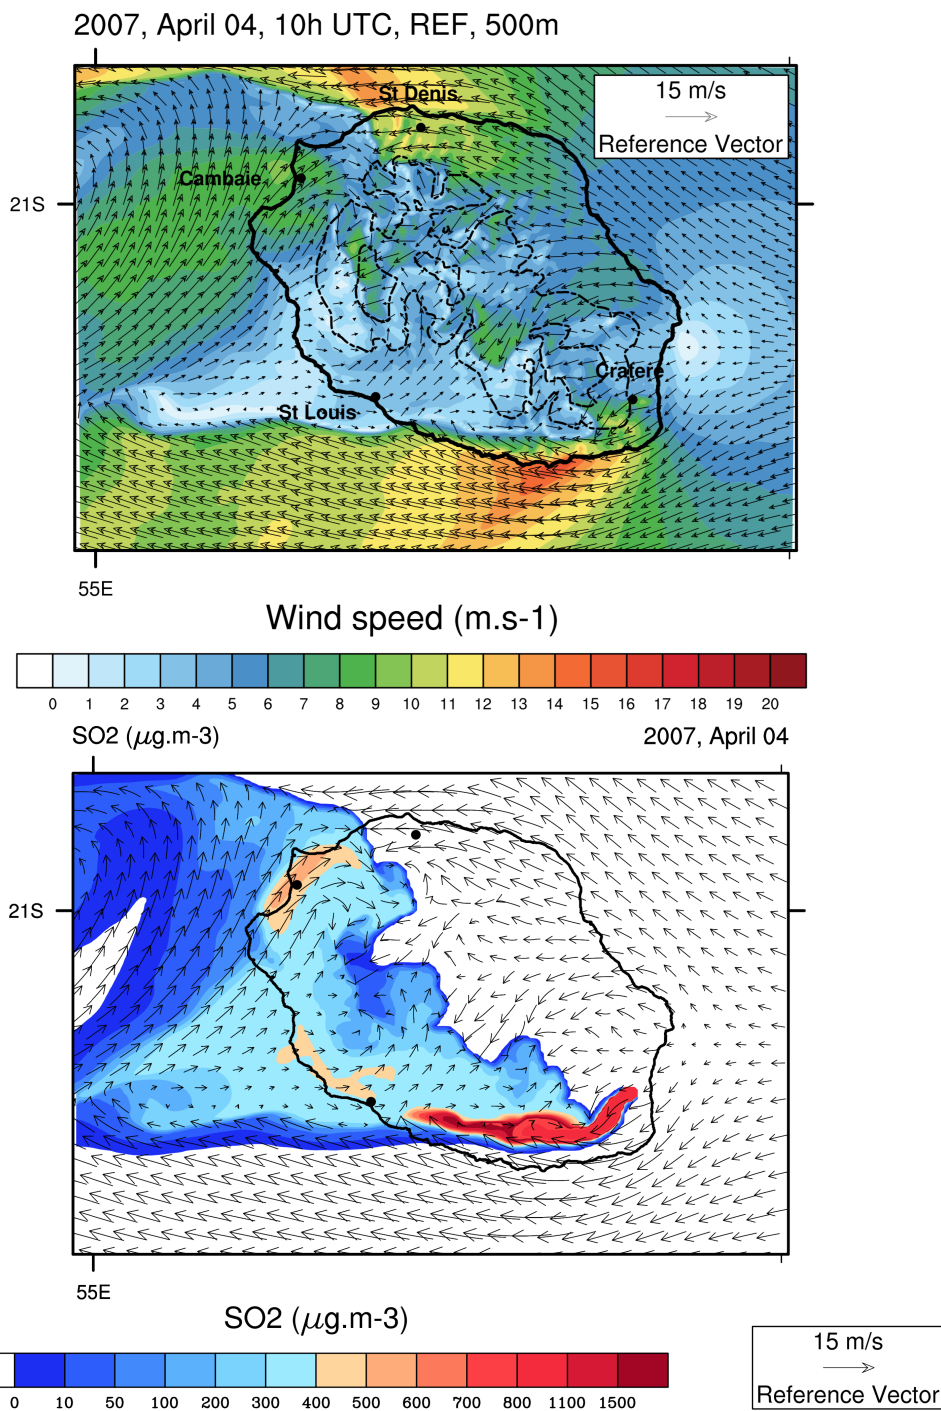 2007, April 04, 10h UTC, REF, 500m
St Denis
15 m/s
Reference Vector
Cambaie
21S
Cratere
St Louis
55E
Wind speed (m.s-1)
0 1 2 3 4 5 6 7 8 9 10 11 12 13 14 15 16 17 18 19 20
SO2 (μg.m-3) 2007, April 04
21S
55E
SO2 (μg.m-3)
15 m/s
Reference Vector
0 10 50 100 200 300 400 500 600 700 800 1100 1500